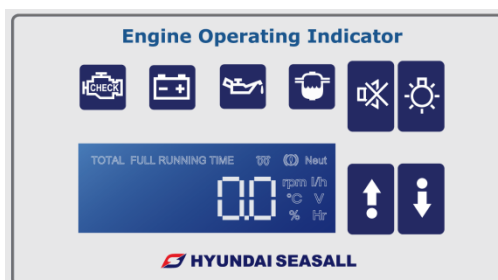 Engine Operating Indicator
CHECK
- +
TOTAL FULL RUNNING TIME Neut
0.0 rpm l/h
°C V
% Hr
HYUNDAI SEASALL